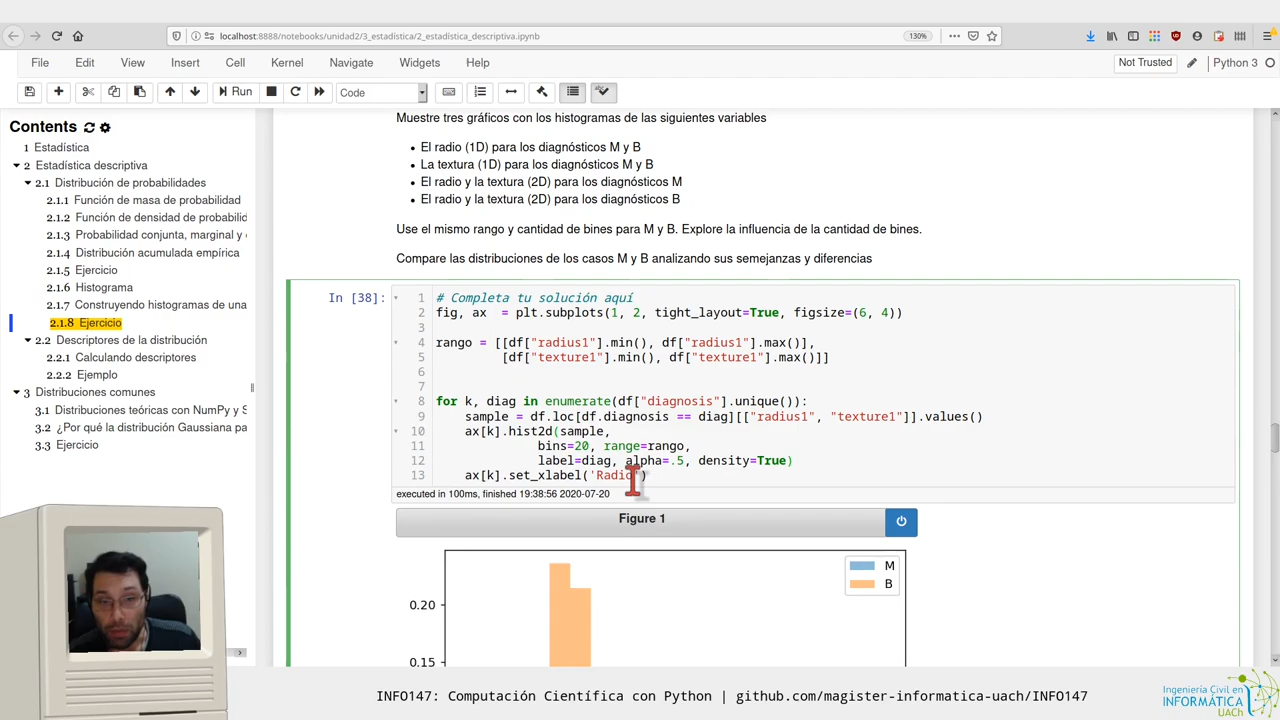 localhost:8888/notebooks/unidad2/3_estadística/2_estadística_descriptiva.ipynb
130%
File Edit View Insert Cell Kernel Navigate Widgets Help
Not Trusted
Python 3
Run
Code
Contents
1 Estadística
2 Estadística descriptiva
2.1 Distribución de probabilidades
2.1.1 Función de masa de probabilidad
2.1.2 Función de densidad de probabilid
2.1.3 Probabilidad conjunta, marginal y
2.1.4 Distribución acumulada empírica
2.1.5 Ejercicio
2.1.6 Histograma
2.1.7 Construyendo histogramas de una
2.1.8 Ejercicio
2.2 Descriptores de la distribución
2.2.1 Calculando descriptores
2.2.2 Ejemplo
3 Distribuciones comunes
3.1 Distribuciones teóricas con NumPy y S
3.2 ¿Por qué la distribución Gaussiana pa
3.3 Ejercicio
Muestre tres gráficos con los histogramas de las siguientes variables
• El radio (1D) para los diagnósticos M y B
• La textura (1D) para los diagnósticos M y B
• El radio y la textura (2D) para los diagnósticos M
• El radio y la textura (2D) para los diagnósticos B
Use el mismo rango y cantidad de bines para M y B. Explore la influencia de la cantidad de bines.
Compare las distribuciones de los casos M y B analizando sus semejanzas y diferencias
In [38]:
1 # Completa tu solución aquí
2 fig, ax  = plt.subplots(1, 2, tight_layout=True, figsize=(6, 4))
3
4 rango = [[df["radius1"].min(), df["radius1"].max()],
5 [df["texture1"].min(), df["texture1"].max()]]
6
7
8 for k, diag in enumerate(df["diagnosis"].unique()):
9 sample = df.loc[df.diagnosis == diag][["radius1", "texture1"]].values()
10 ax[k].hist2d(sample,
11 bins=20, range=rango,
12 label=diag, alpha=.5, density=True)
13 ax[k].set_xlabel('Radio')
executed in 100ms, finished 19:38:56 2020-07-20
Figure 1
M
B
0.20
0.15
INFO147: Computación Científica con Python | github.com/magister-informatica-uach/INFO147
Ingeniería Civil en
INFORMÁTICA
UACh